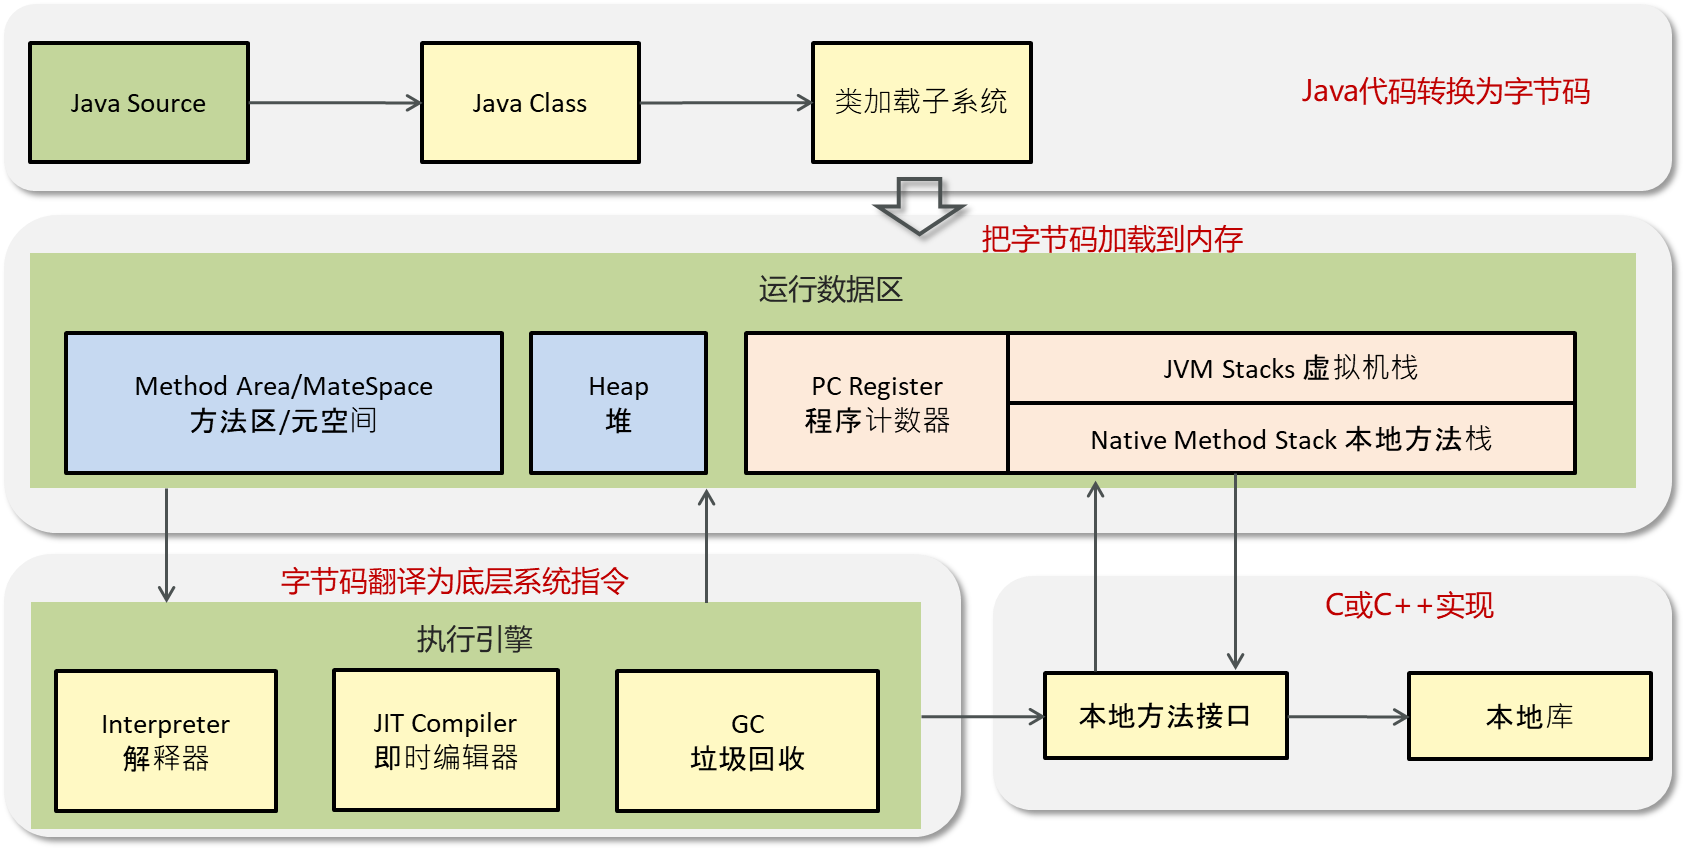 Java Source
Java Class
类加载子系统
Java代码转换为字节码
把字节码加载到内存
运行数据区
Method Area/MateSpace
方法区/元空间
Heap
堆
PC Register
程序计数器
JVM Stacks 虚拟机栈
Native Method Stack 本地方法栈
字节码翻译为底层系统指令
执行引擎
Interpreter
解释器
JIT Compiler
即时编辑器
GC
垃圾回收
C或C++实现
本地方法接口
本地库